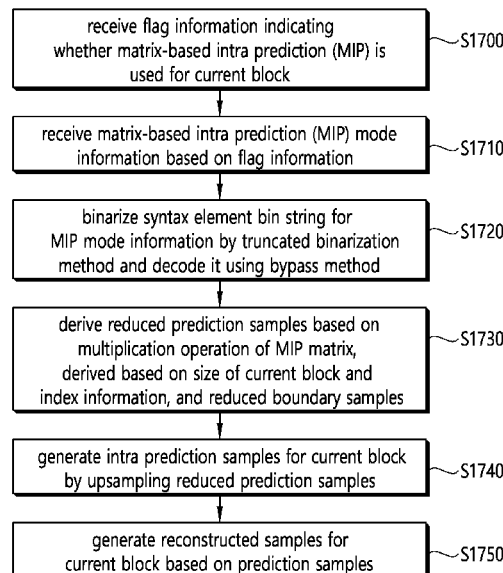 receive flag information indicating
whether matrix-based intra prediction (MIP) is
used for current block
S1700
receive matrix-based intra prediction (MIP) mode
information based on flag information
S1710
binarize syntax element bin string for
MIP mode information by truncated binarization
method and decode it using bypass method
S1720
derive reduced prediction samples based on
multiplication operation of MIP matrix,
derived based on size of current block and
index information, and reduced boundary samples
S1730
generate intra prediction samples for current block
by upsampling reduced prediction samples
S1740
generate reconstructed samples for
current block based on prediction samples
S1750